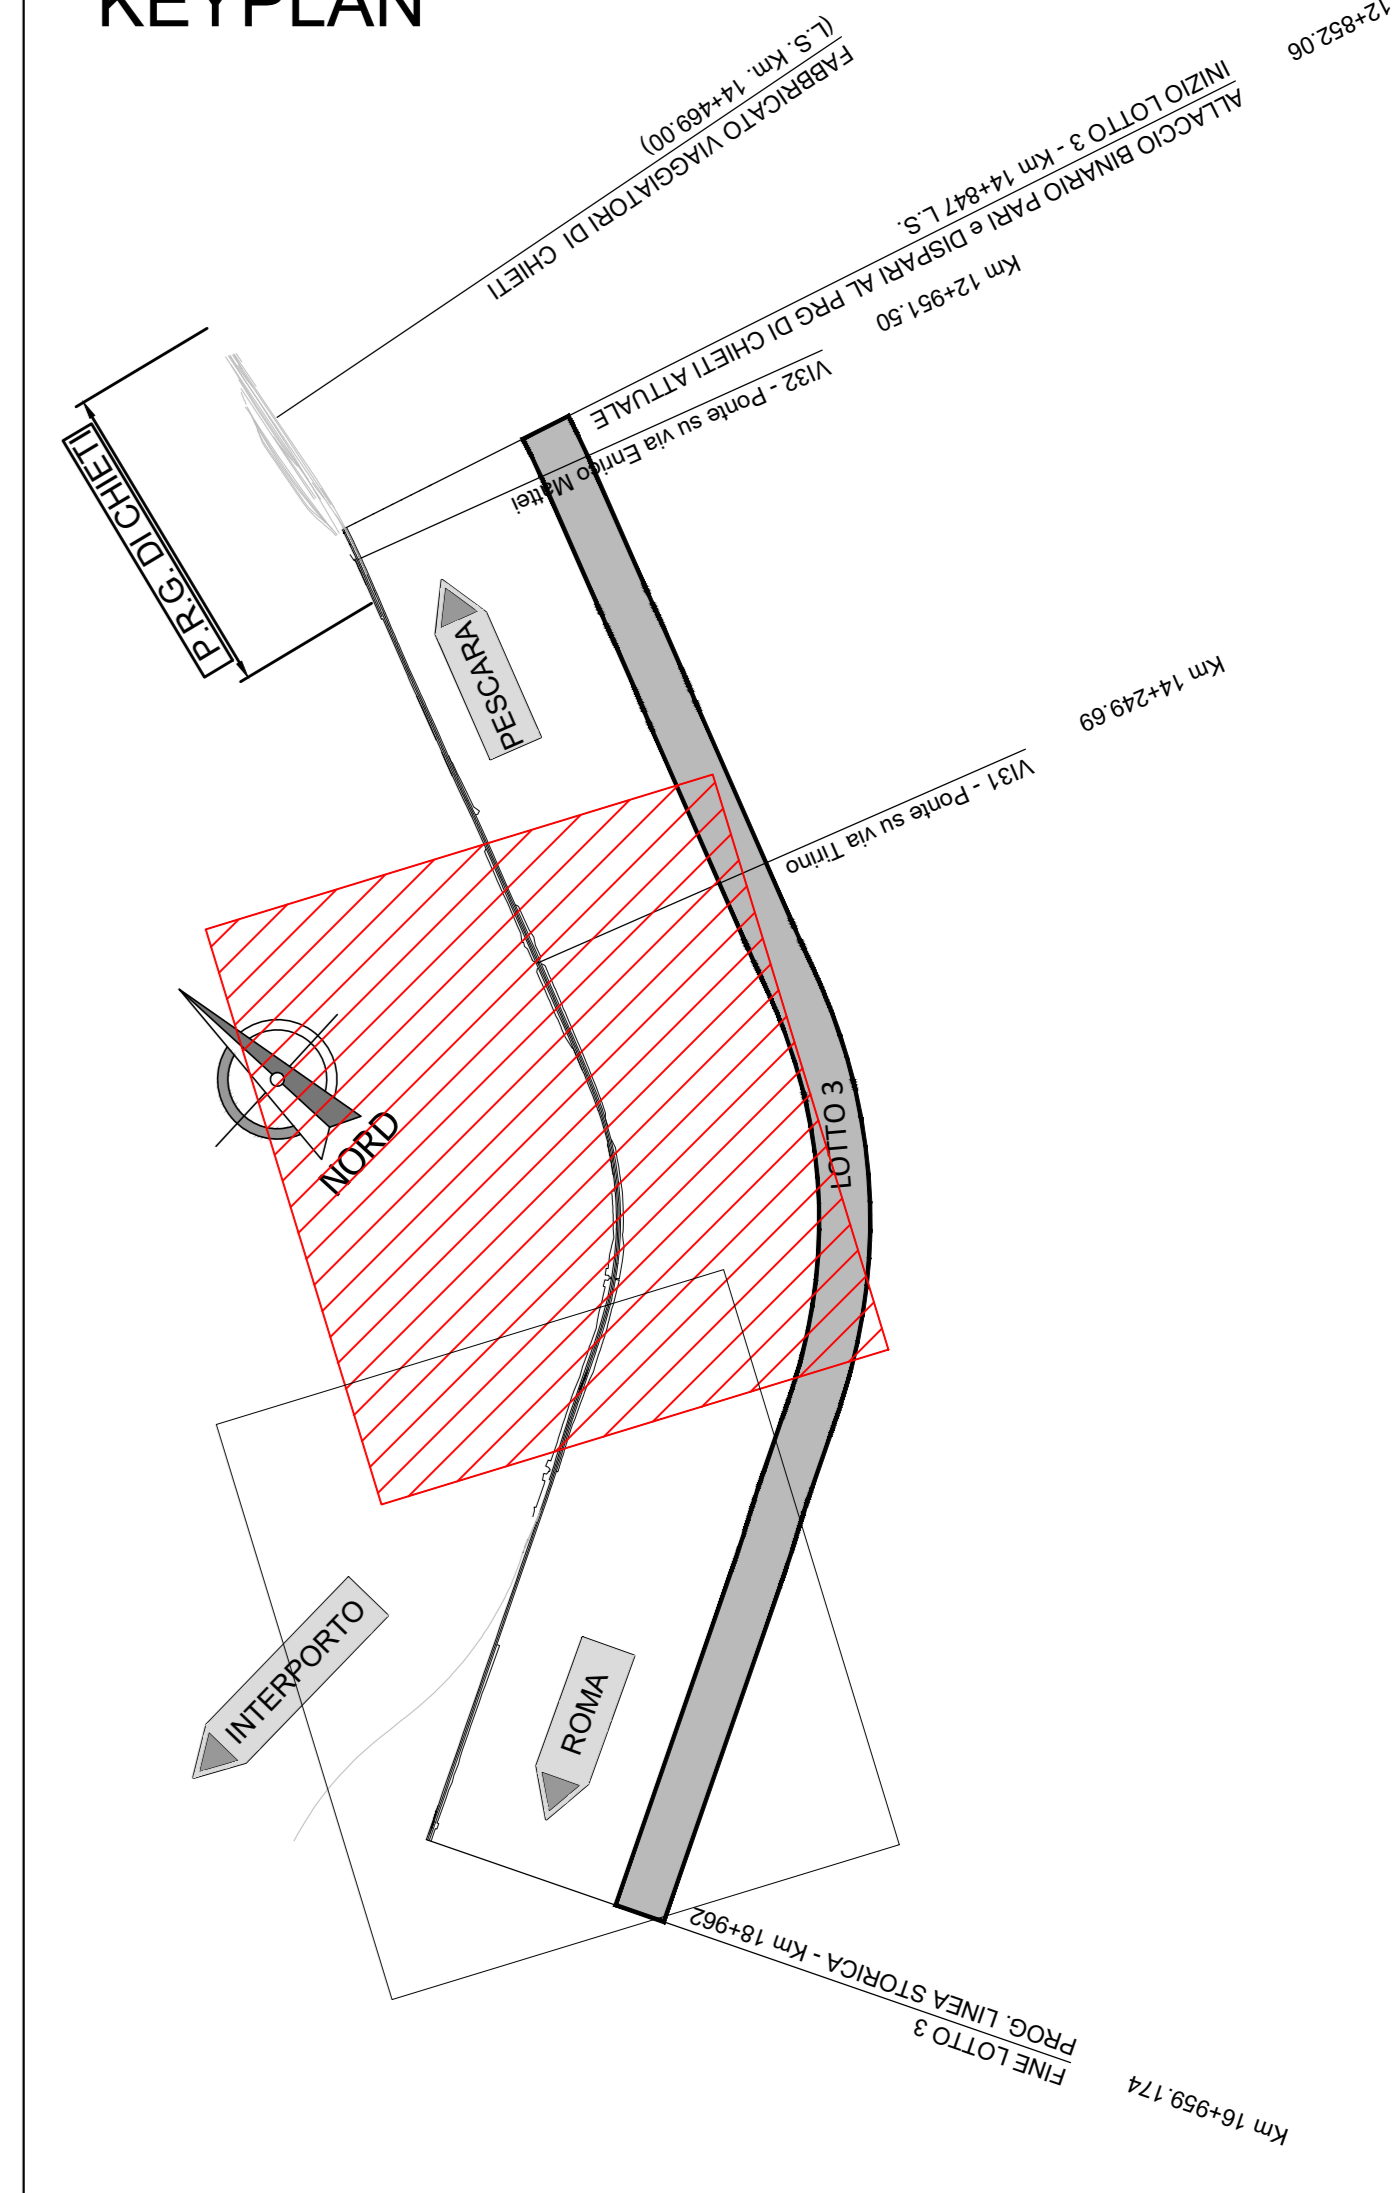 KEYPLAN
(L.S. Km. 14+469.00)
FABBRICATO VIAGGIATORI DI CHIETI
12+852.06
INIZIO LOTTO 3 - Km 14+847 L.S.
ALLACCIO BINARIO PARI e DISPARI AL PRG DI CHIETI ATTUALE
Km 12+951.50
VI32 - Ponte su via Enrico Mattei
P.R.G. DI CHIETI
PESCARA
Km 14+249.69
VI31 - Ponte su via Tirino
NORD
LOTTO 3
INTERPORTO
ROMA
PROG. LINEA STORICA - Km 18+962
FINE LOTTO 3
Km 16+959.174